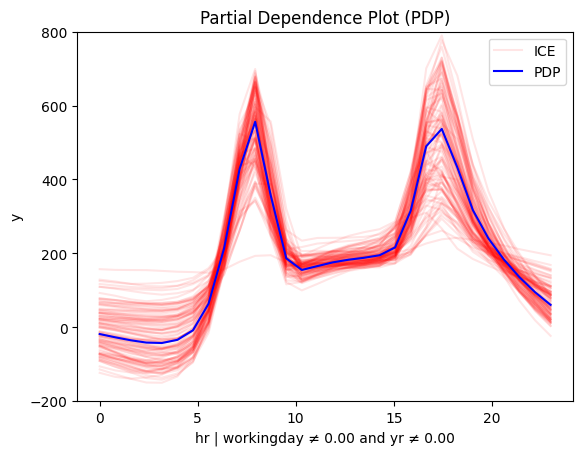 Partial Dependence Plot (PDP)
ICE
PDP
800
600
400
200
0
−200
y
0
5
10
15
20
hr | workingday ≠ 0.00 and yr ≠ 0.00